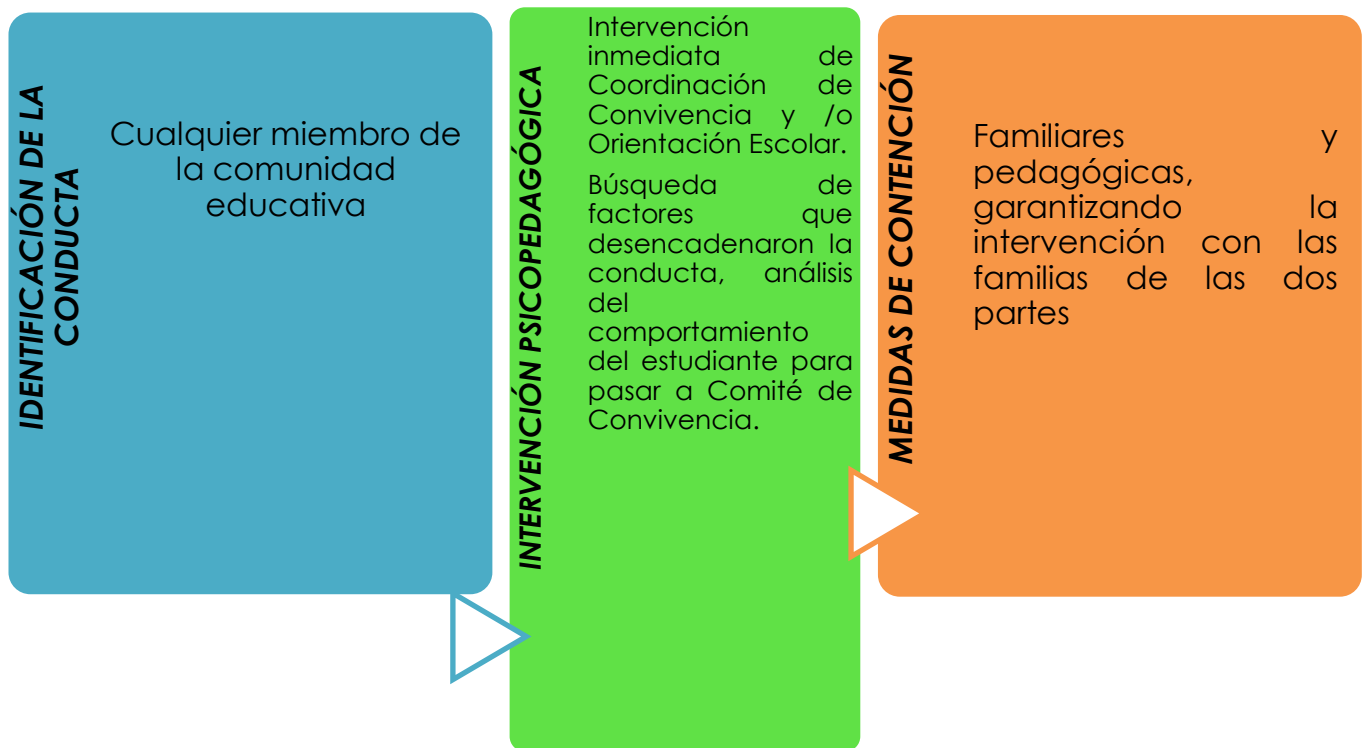 IDENTIFICACIÓN DE LA
CONDUCTA
Cualquier miembro de
la comunidad
educativa
INTERVENCIÓN PSICOPEDAGÓGICA
Intervención
inmediata de
Coordinación de
Convivencia y /o
Orientación Escolar.
Búsqueda de
factores que
desencadenaron la
conducta, análisis
del
comportamiento
del estudiante para
pasar a Comité de
Convivencia.
MEDIDAS DE CONTENCIÓN
Familiares y
pedagógicas,
garantizando la
intervención con las
familias de las dos
partes